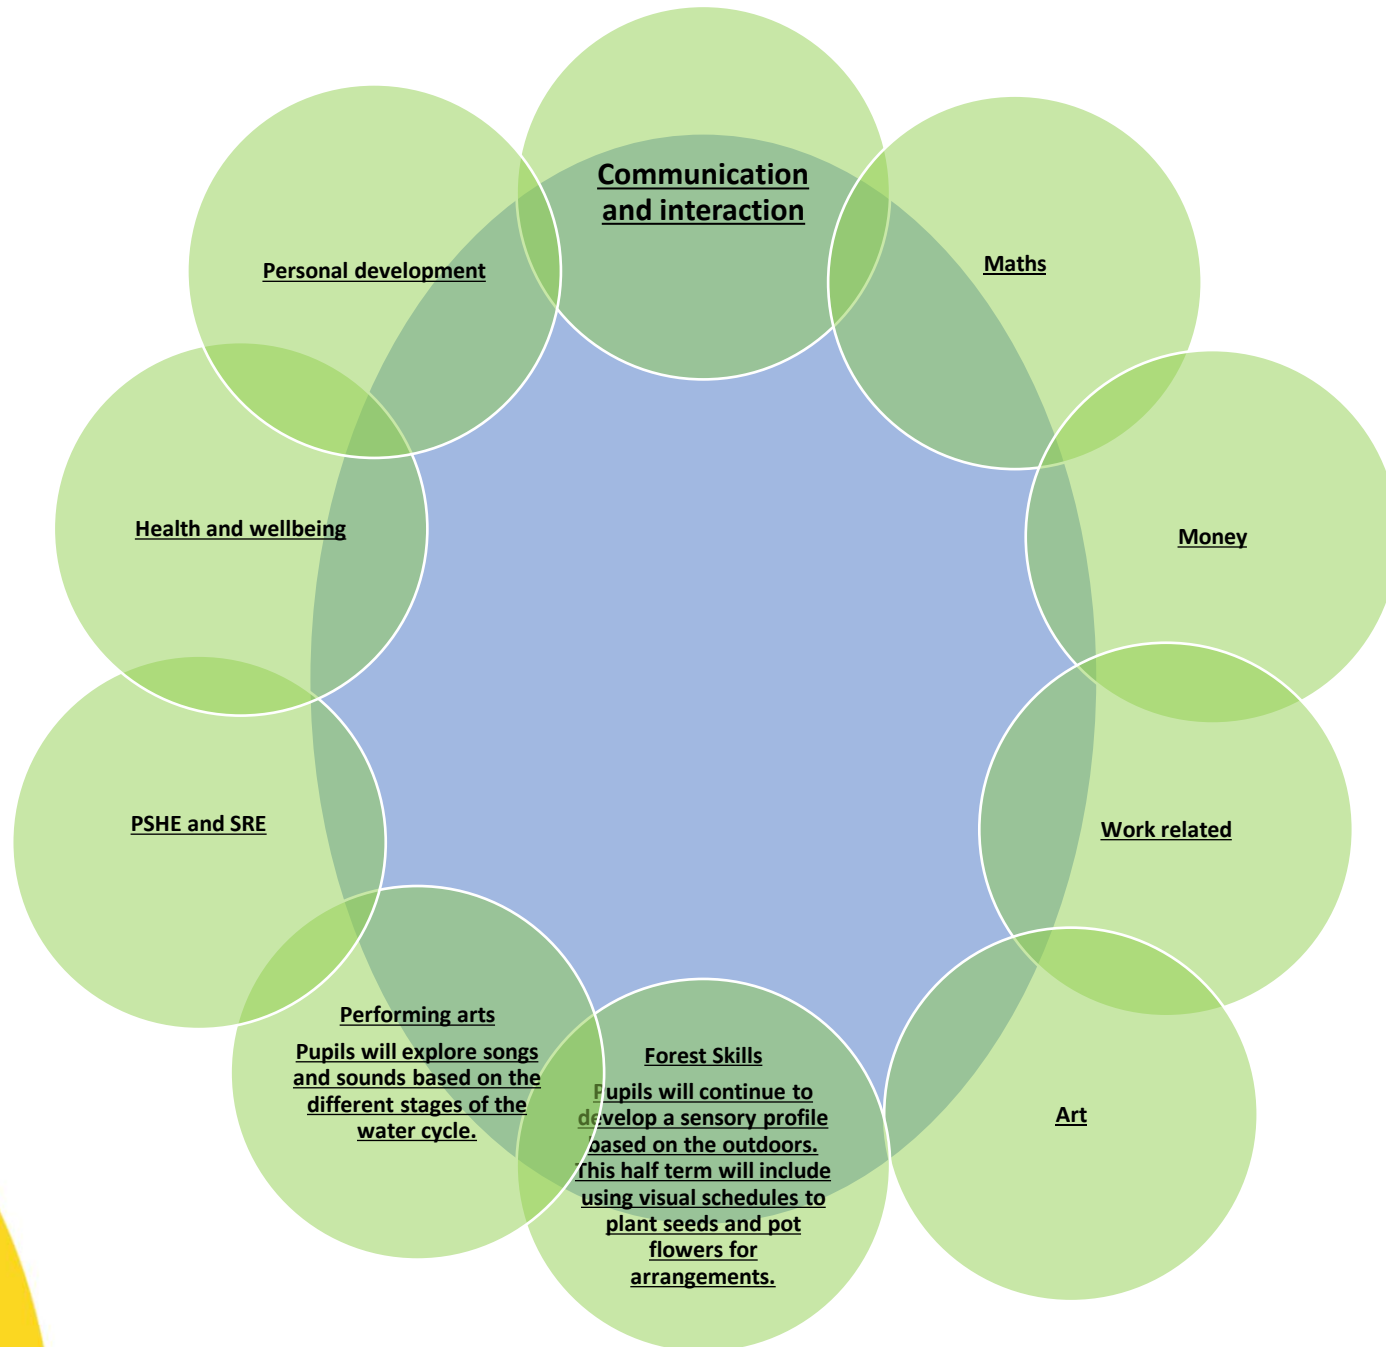 Communication
and interaction
Maths
Money
Work related
Art
Forest Skills
Pupils will continue to
develop a sensory profile
based on the outdoors.
This half term will include
using visual schedules to
plant seeds and pot
flowers for
arrangements.
Performing arts
Pupils will explore songs
and sounds based on the
different stages of the
water cycle.
PSHE and SRE
Health and wellbeing
Personal development